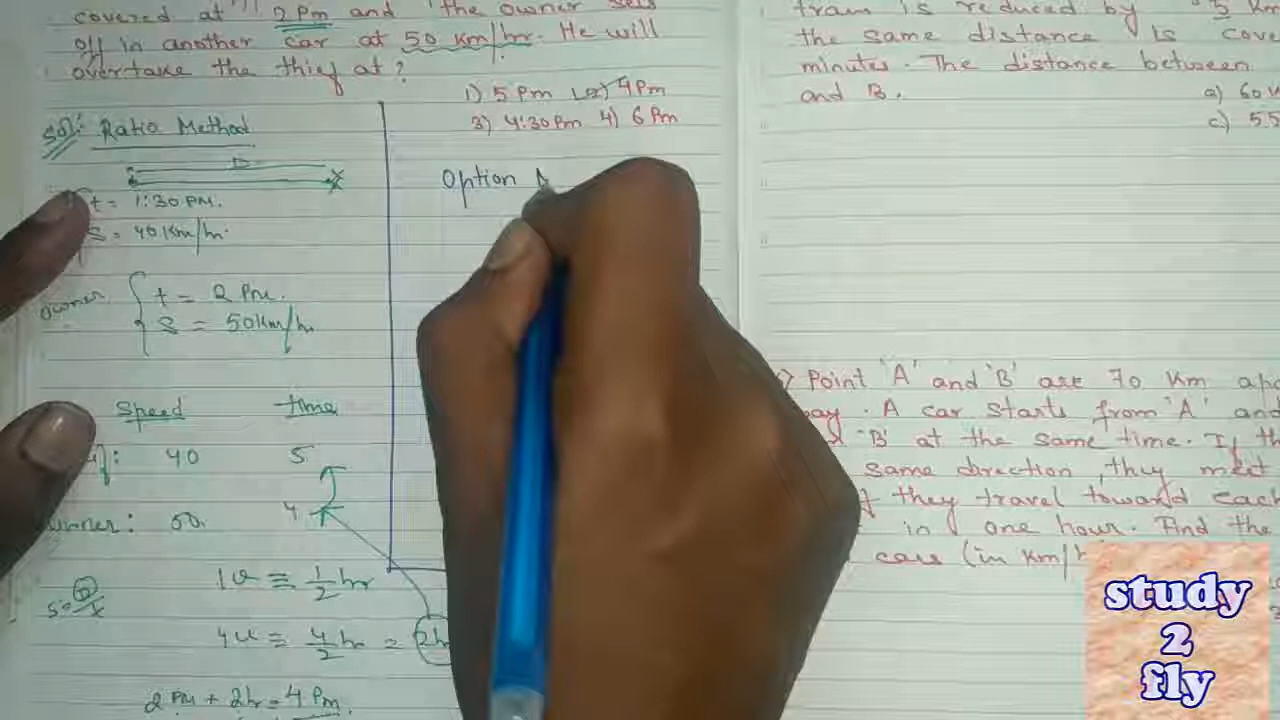 covered at 2 Pm and the owner sets
off in another car at 50 km/hr. He will
overtake the thief at?
1) 5 Pm 2) 4 Pm
3) 4:30 Pm 4) 6 Pm
Sol: Ratio Method
D
t = 1:30 PM.
S = 40 Km/hr.
owner
t = 2 Pm.
S = 50 Km/hr
Speed time
40 5
owner: 50. 4
1u ≡ 1/2 hr
4u ≡ 4/2 hr = 2h
2 PM + 2hr = 4 Pm.
Option
train is reduced by 5 Km
the same distance is cove
minutes. The distance between
and B.
a) 60 K
c) 55
Point 'A' and 'B' are 70 Km apa
A car starts from 'A' and
'B' at the same time. If th
same direction, they meet
they travel toward each
in one hour. Find the
cars (in km/h
study
2
fly